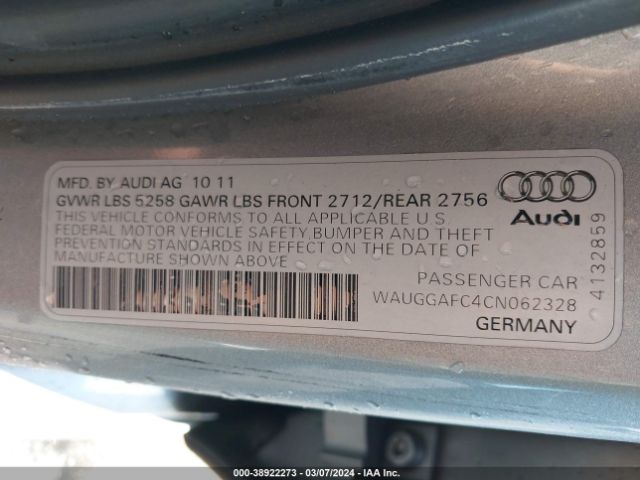 MFD. BY AUDI AG 10 11
GVWR LBS 5258 GAWR LBS FRONT 2712/REAR 2756
THIS VEHICLE CONFORMS TO ALL APPLICABLE U S
FEDERAL MOTOR VEHICLE SAFETY,BUMPER AND THEFT
PREVENTION STANDARDS IN EFFECT ON THE DATE OF
MANUFACTURE SHOWN ABOVE
PASSENGER CAR
WAUGGAFC4CN062328
GERMANY
Audi
4132859
000-38922273 - 03/07/2024 - IAAI.COM